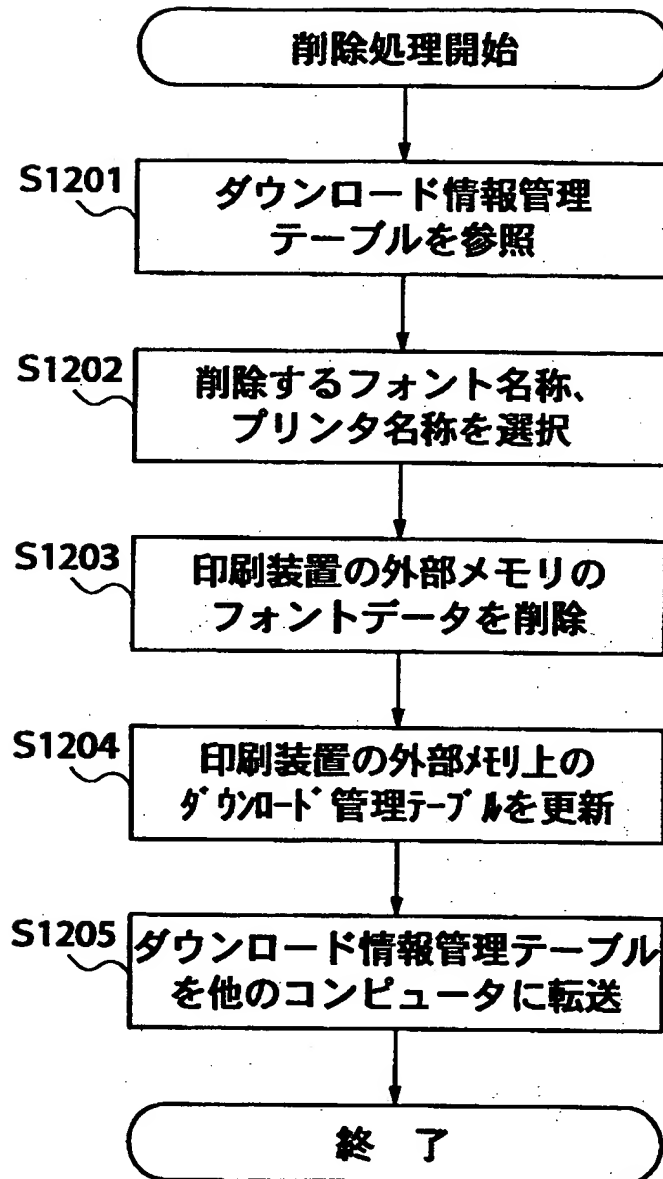 削除処理開始
S1201
ダウンロード情報管理
テーブルを参照
S1202
削除するフォント名称、
プリンタ名称を選択
S1203
印刷装置の外部メモリの
フォントデータを削除
S1204
印刷装置の外部ﾒﾓﾘ上の
ﾀﾞｳﾝﾛｰﾄﾞ管理ﾃｰﾌﾞﾙを更新
S1205
ダウンロード情報管理テーブル
を他のコンピュータに転送
終 了